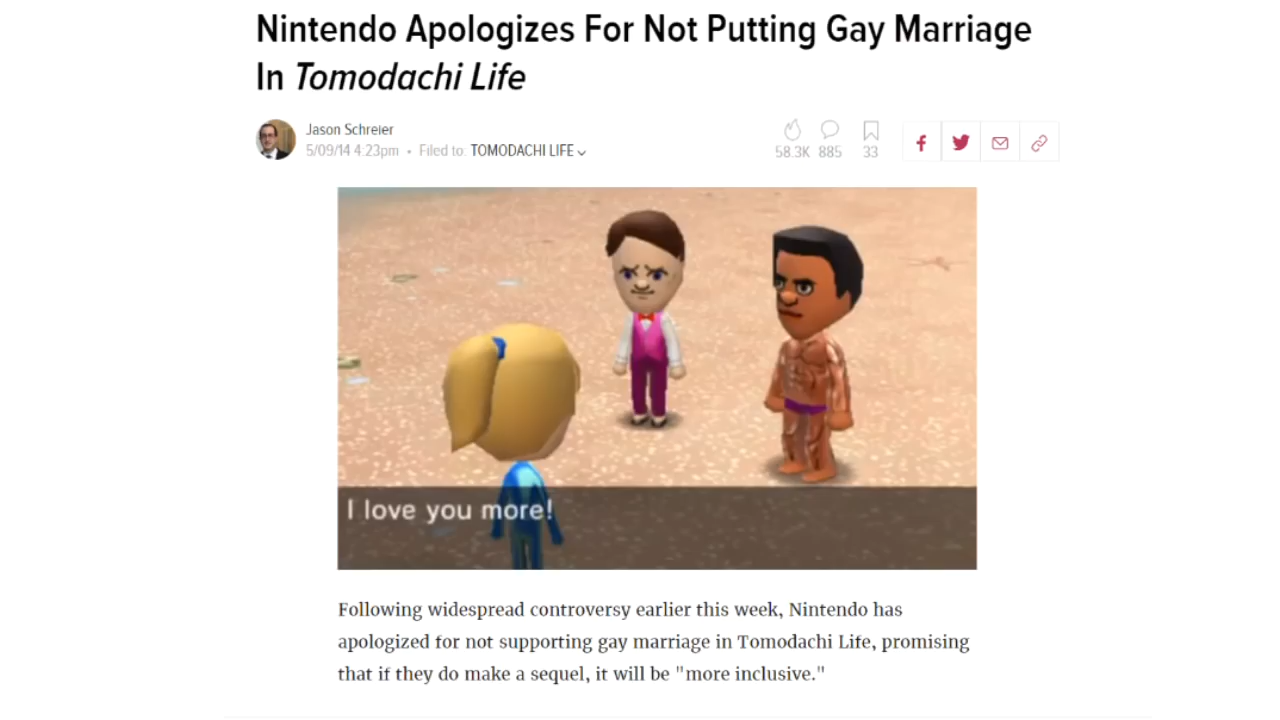 Nintendo Apologizes For Not Putting Gay Marriage
In Tomodachi Life
Jason Schreier
5/09/14 4:23pm • Filed to: TOMODACHI LIFE
58.3K 885 33
I love you more!
Following widespread controversy earlier this week, Nintendo has
apologized for not supporting gay marriage in Tomodachi Life, promising
that if they do make a sequel, it will be "more inclusive."